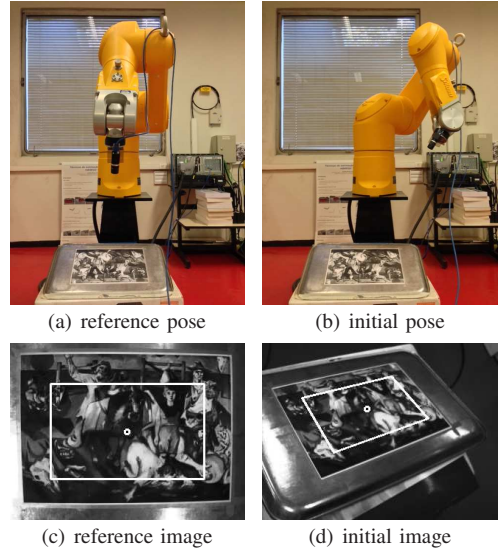 (a) reference pose
(b) initial pose
(c) reference image
(d) initial image